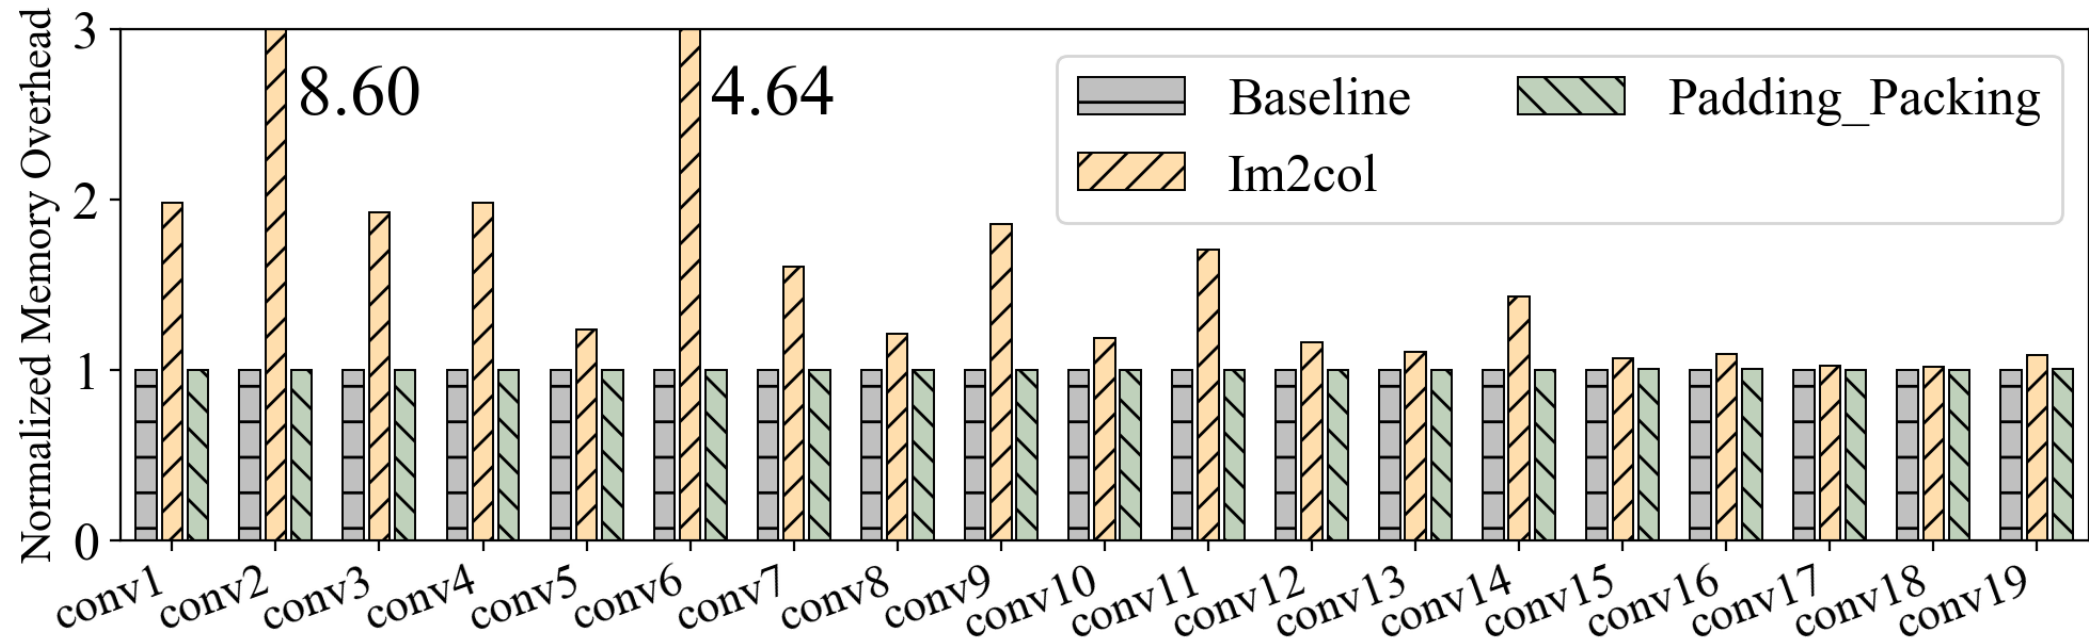 Normalized Memory Overhead
3
2
1
0
8.60
4.64
Baseline
Im2col
Padding_Packing
conv1
conv2
conv3
conv4
conv5
conv6
conv7
conv8
conv9
conv10
conv11
conv12
conv13
conv14
conv15
conv16
conv17
conv18
conv19